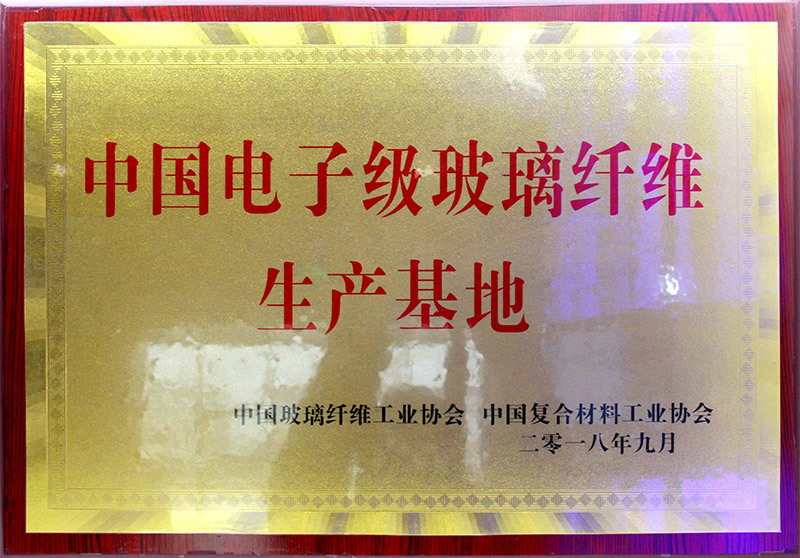 中国电子级玻璃纤维
生产基地
中国玻璃纤维工业协会 中国复合材料工业协会
二零一八年九月